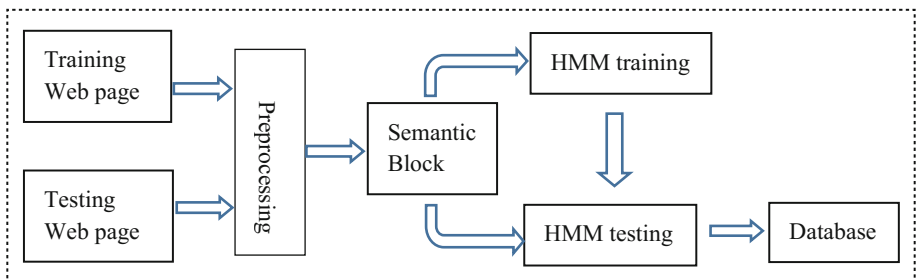 Training
Web page
Testing
Web page
Preprocessing
Semantic
Block
HMM training
HMM testing
Database